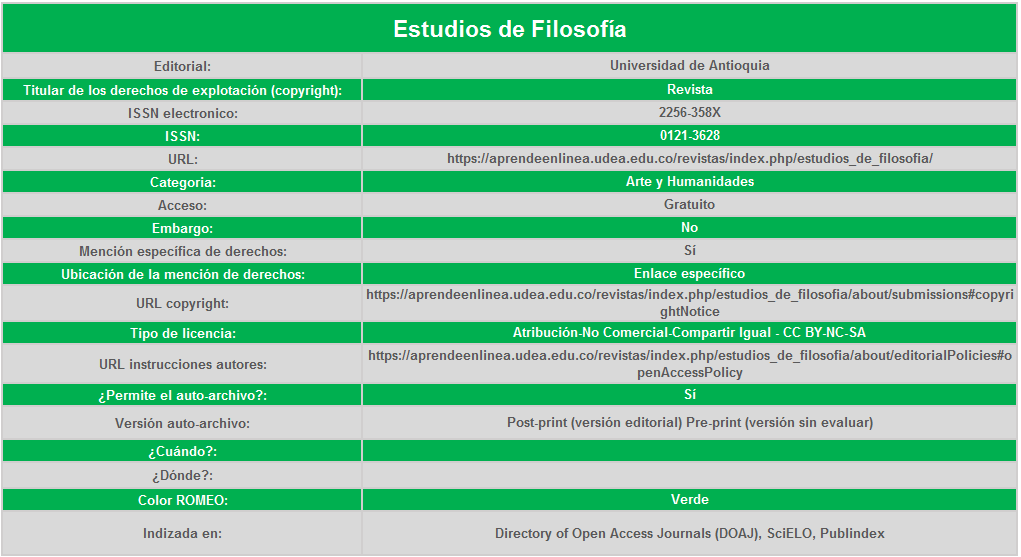 Estudios de Filosofía
Editorial: Universidad de Antioquia
Titular de los derechos de explotación (copyright): Revista
ISSN electronico: 2256-358X
ISSN: 0121-3628
URL: https://aprendeenlinea.udea.edu.co/revistas/index.php/estudios_de_filosofia/
Categoria: Arte y Humanidades
Acceso: Gratuito
Embargo: No
Mención específica de derechos: Sí
Ubicación de la mención de derechos: Enlace específico
URL copyright: https://aprendeenlinea.udea.edu.co/revistas/index.php/estudios_de_filosofia/about/submissions#copyr
ightNotice
Tipo de licencia: Atribución-No Comercial-Compartir Igual - CC BY-NC-SA
URL instrucciones autores: https://aprendeenlinea.udea.edu.co/revistas/index.php/estudios_de_filosofia/about/editorialPolicies#o
penAccessPolicy
¿Permite el auto-archivo?: Sí
Versión auto-archivo: Post-print (versión editorial) Pre-print (versión sin evaluar)
¿Cuándo?:
¿Dónde?:
Color ROMEO: Verde
Indizada en: Directory of Open Access Journals (DOAJ), SciELO, Publindex